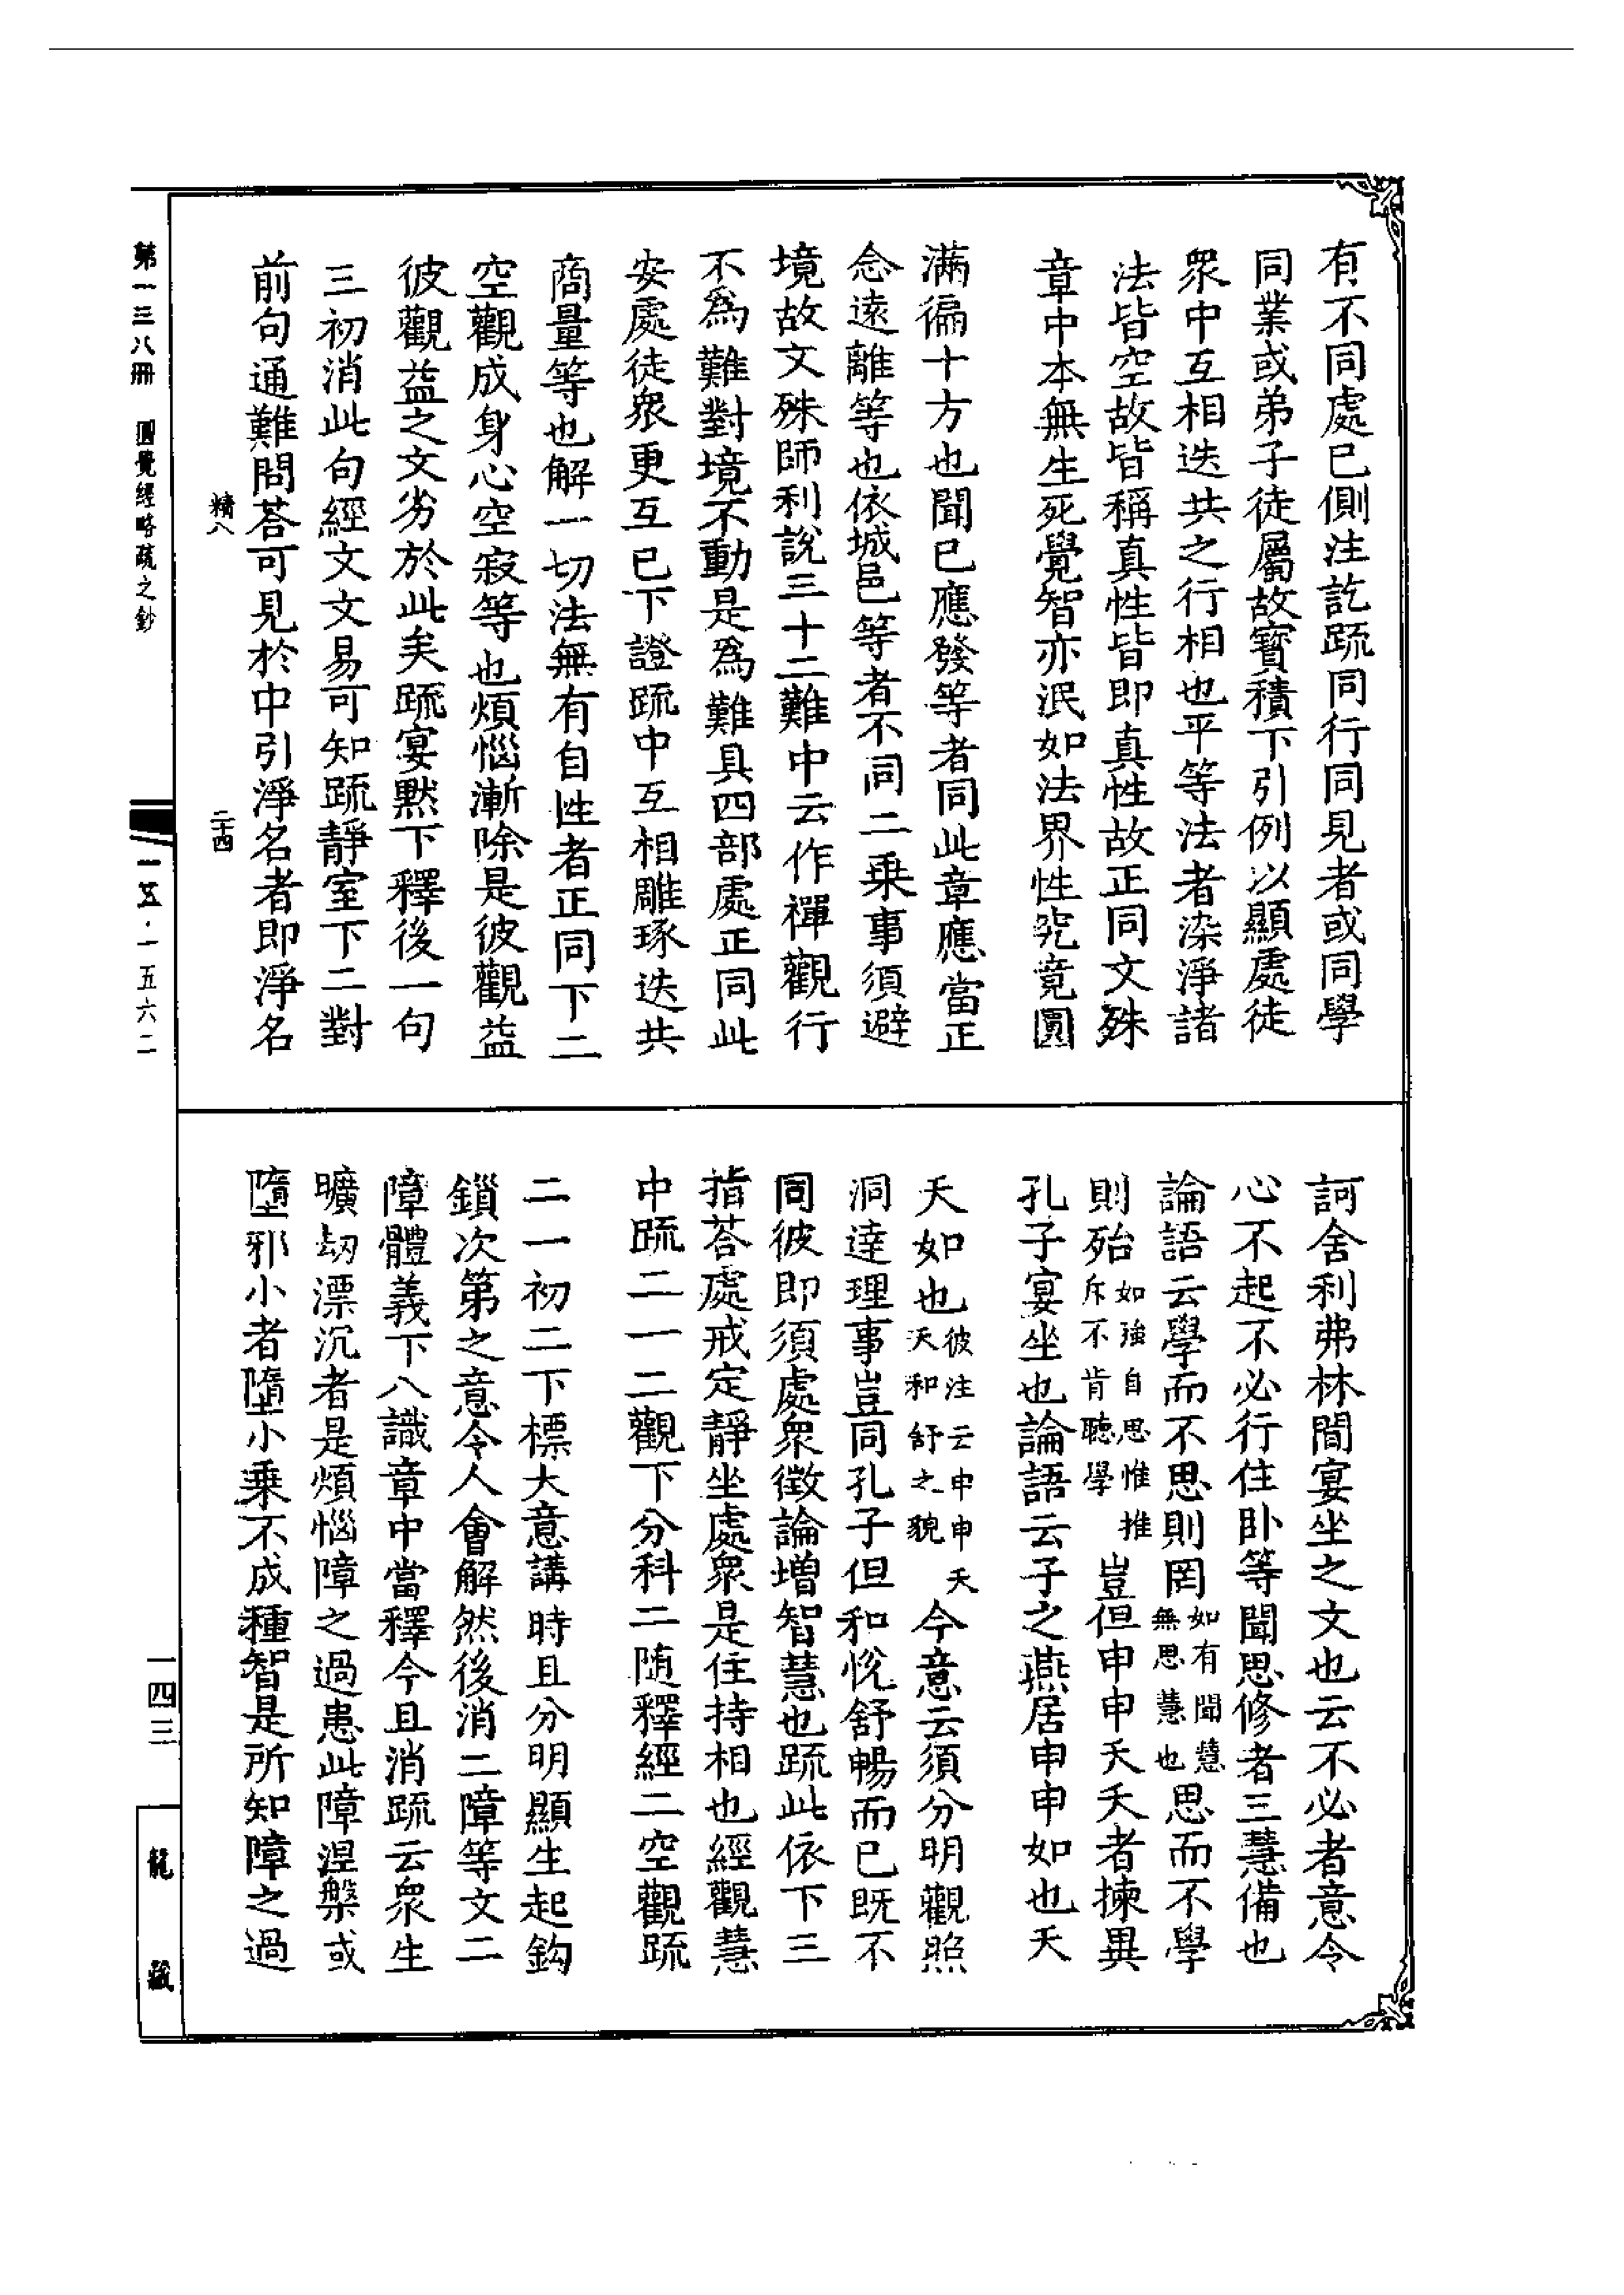 有不同處已側注訖䟽同行同見者或同學
同業或弟子徒屬故寳積下引例以顯處徒
眾中互相迭共之行相也平等法者染淨諸
法皆空故皆稱真性皆即真性故正同文殊
章中本無生死覺智亦泯如法界性究竟圓
滿徧十方也聞已應發等者同此章應當正
念遠離等也依城邑等者不同二乗事須避
境故文殊師利說三十二難中云作禪觀行
不為難對境不動是為難具四部處正同此
安處徒眾更互已下證䟽中互相雕琢迭共
商量等也解一切法無有自性者正同下二
空觀成身心空寂等也煩惱漸除是彼觀益
彼觀益之文劣於此矣䟽宴黙下釋後一句
三初消此句經文文易可知䟽靜室下二對
前句通難問荅可見於中引淨名者即淨名
訶舍利弗林間宴坐之文也云不必者意令
心不起不必行住卧等聞思修者三慧備也
論語云學而不思則罔如有聞慧無思慧也思而不學
則殆如強自思惟推斥不肯聽學豈但申申夭夭者揀異
孔子宴坐也論語云子之燕居申申如也夭
夭如也彼注云申申夭夭和舒之貌今意云須分明觀照
洞達理事豈同孔子但和恱舒暢而已既不
同彼即須處眾徴論增智慧也䟽此依下三
指荅處戒定靜坐處眾是住持相也經觀慧
中䟽二一二觀下分科二随釋經二空觀䟽
二一初二下標大意講時且分明顯生起鈎
鎖次第之意令人會解然後消二障等文二
障體義下八識章中當釋今且消䟽云眾生
曠刼漂沉者是煩惱障之過患此障涅槃或
墮邪小者墮小乗不成種智是所知障之過
精八
二十四
第一三八冊
圓覺經略疏之鈔
一五·一五六二
一四三
龍藏